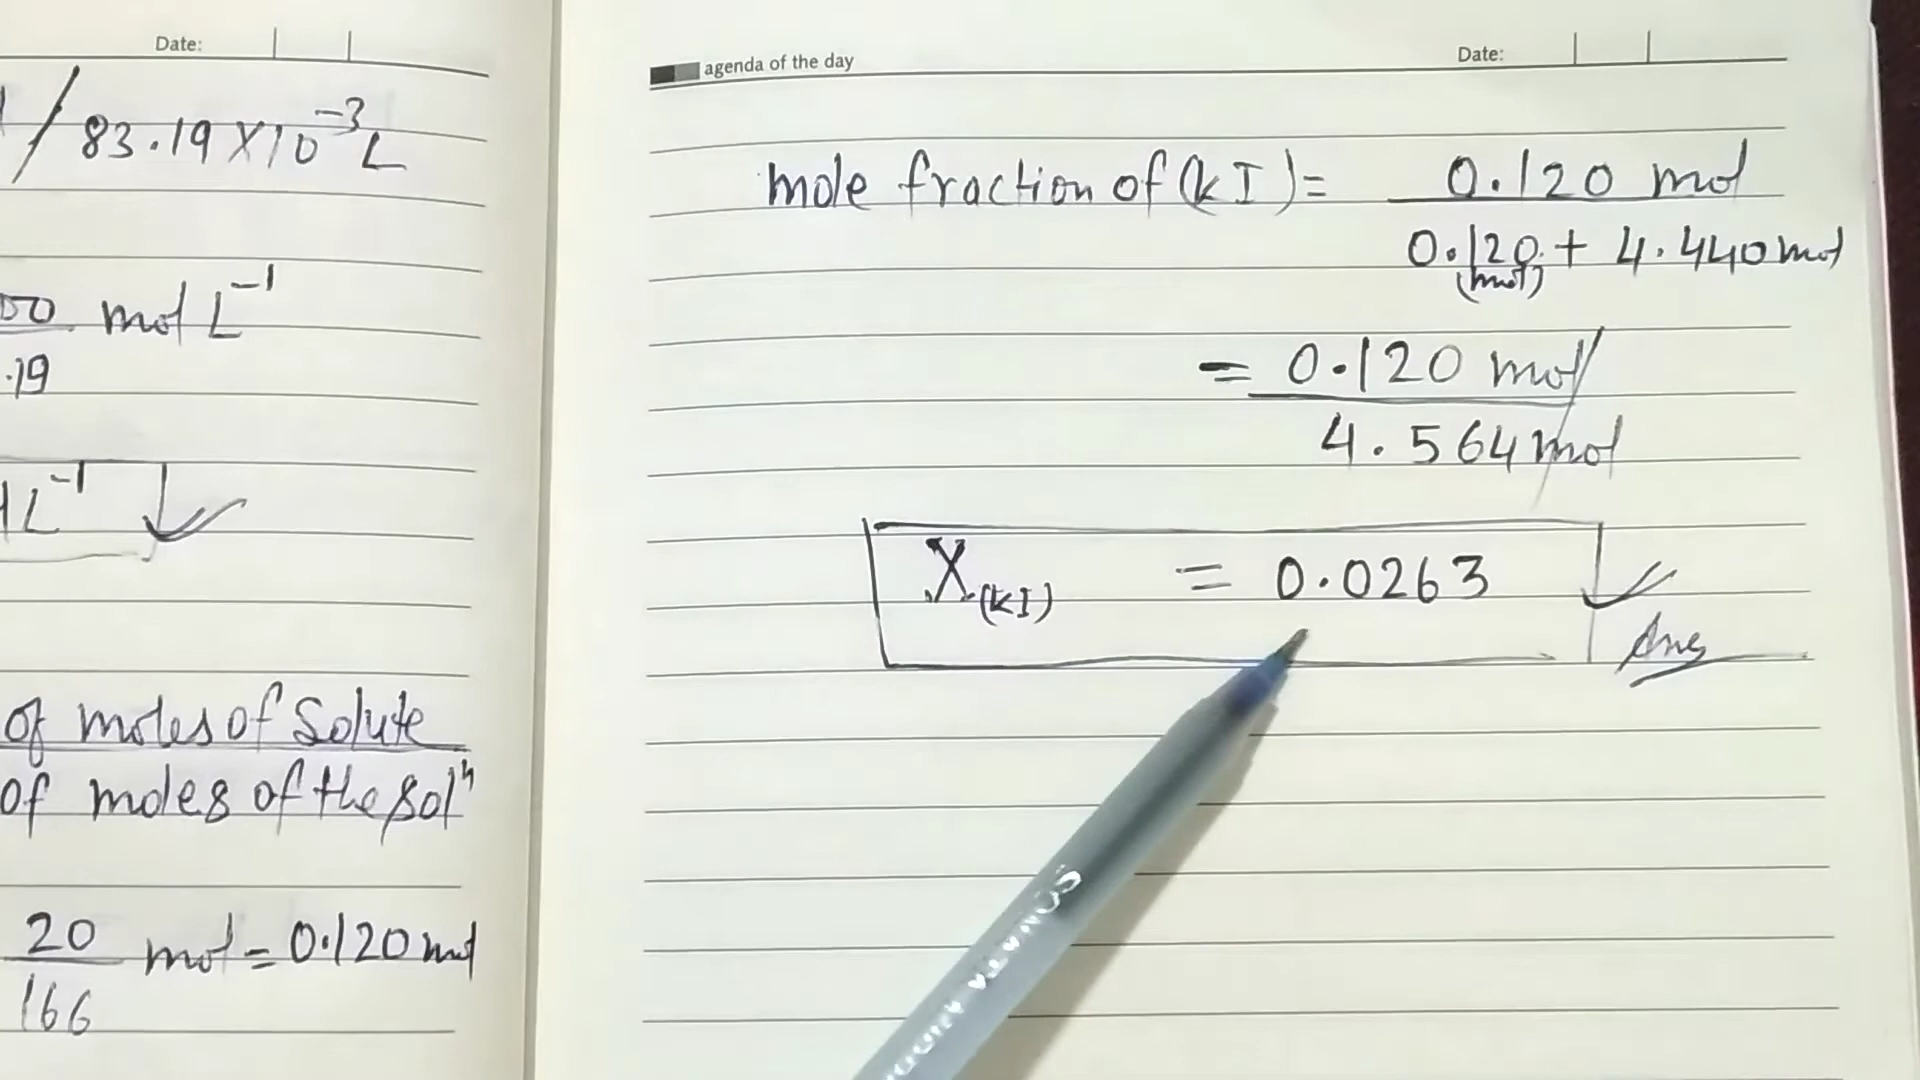 Date:
/ 83.19 X 10⁻³ L
00 mol L⁻¹
.19
L⁻¹
of moles of Solute
of moles of the solⁿ
20 mol = 0.120 mol
166
agenda of the day
Date:
mole fraction of (kI) = 0.120 mol
0.120 (mol) + 4.440 mol
= 0.120 mol
4.564 mol
X(kI) = 0.0263
Ans